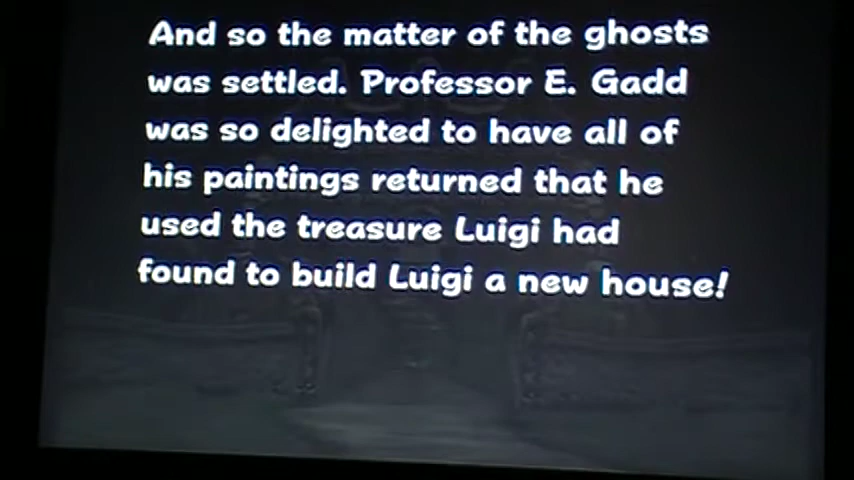 And so the matter of the ghosts
was settled. Professor E. Gadd
was so delighted to have all of
his paintings returned that he
used the treasure Luigi had
found to build Luigi a new house!